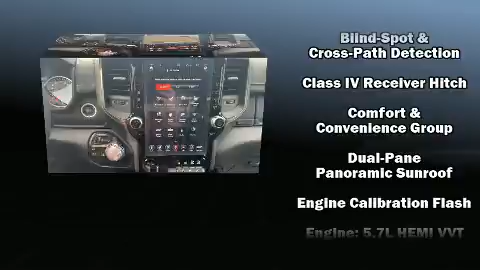 Blind-Spot &
Cross-Path Detection
Class IV Receiver Hitch
Comfort &
Convenience Group
Dual-Pane
Panoramic Sunroof
Engine Calibration Flash
Engine: 5.7L HEMI VVT